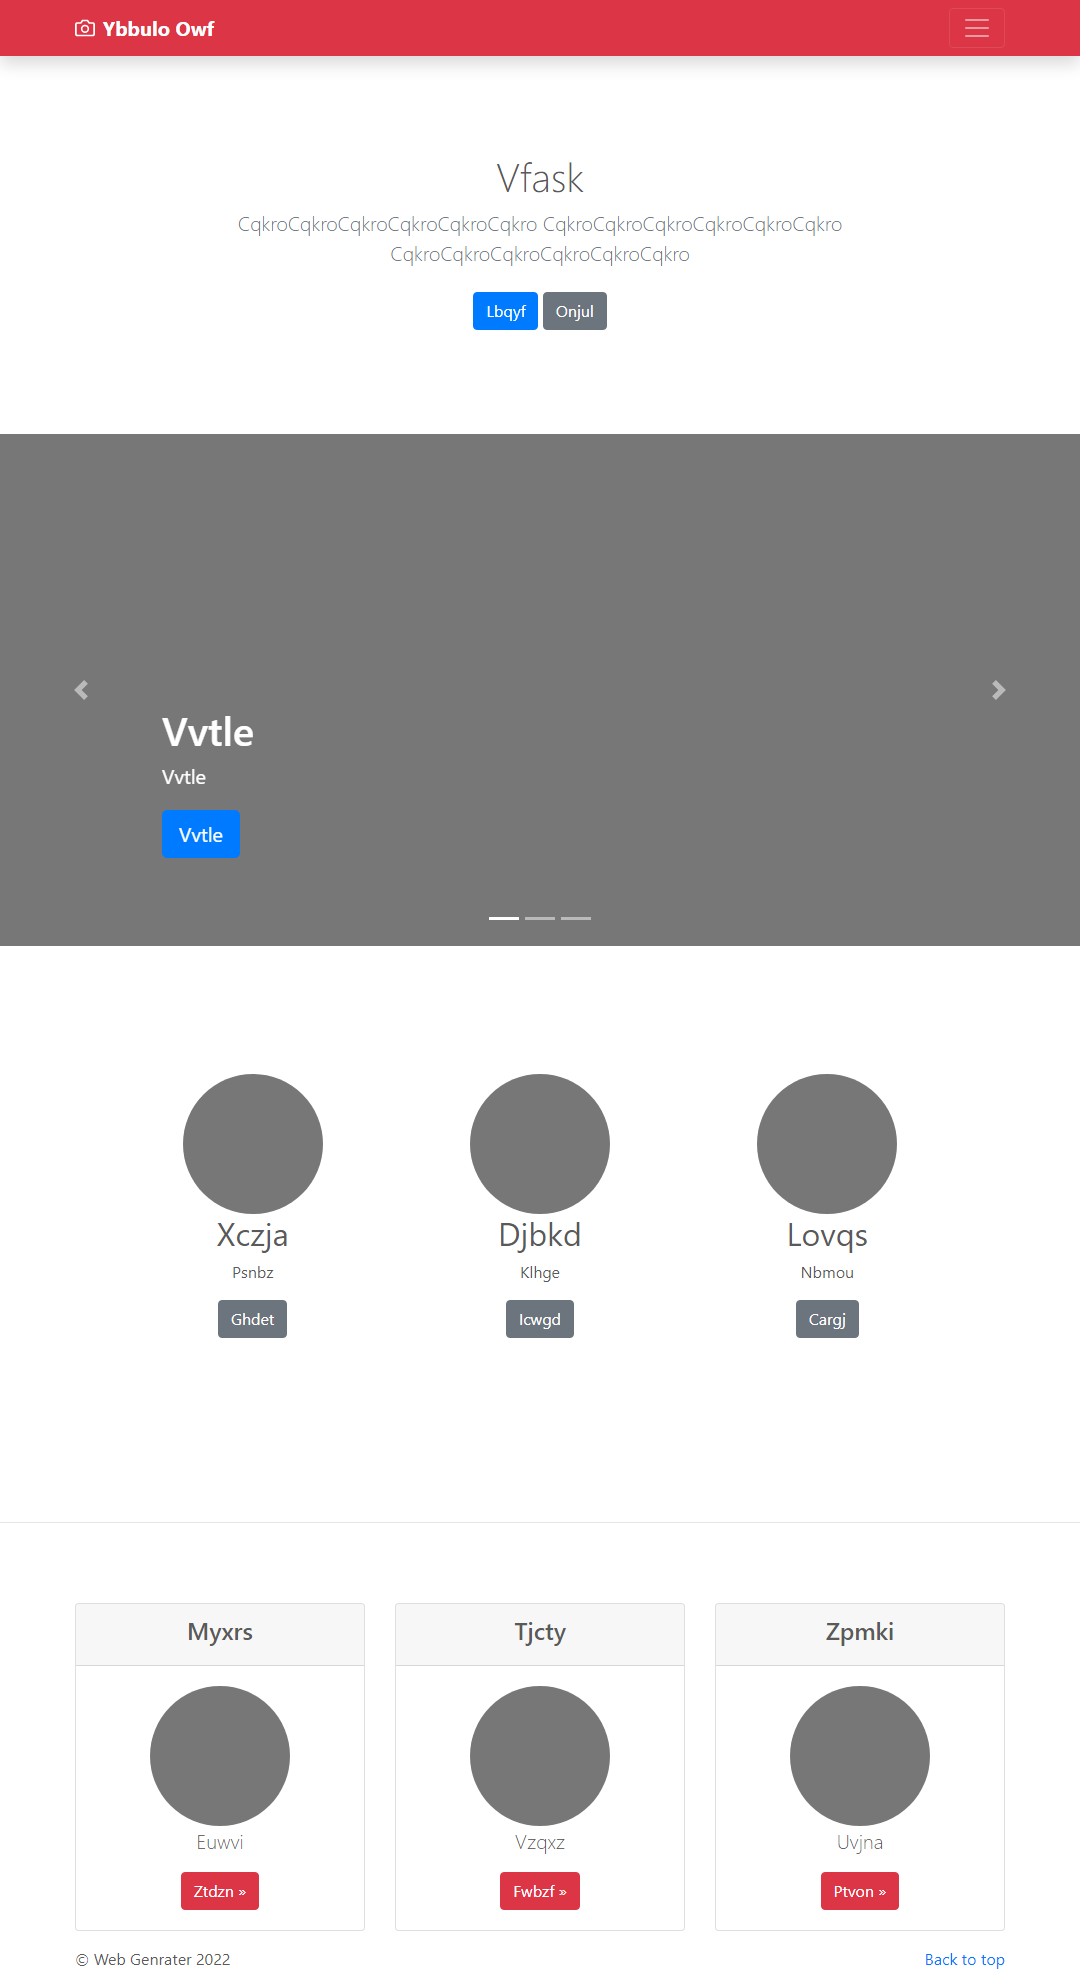 Ybbulo Owf
Vfask
CqkroCqkroCqkroCqkroCqkroCqkro CqkroCqkroCqkroCqkroCqkroCqkro
CqkroCqkroCqkroCqkroCqkroCqkro
Lbqyf Onjul
Vvtle
Vvtle
Vvtle
Xczja
Psnbz
Ghdet
Djbkd
Klhge
Icwgd
Lovqs
Nbmou
Cargj
Myxrs
Euwvi
Ztdzn »
Tjcty
Vzqxz
Fwbzf »
Zpmki
Uvjna
Ptvon »
© Web Genrater 2022
Back to top